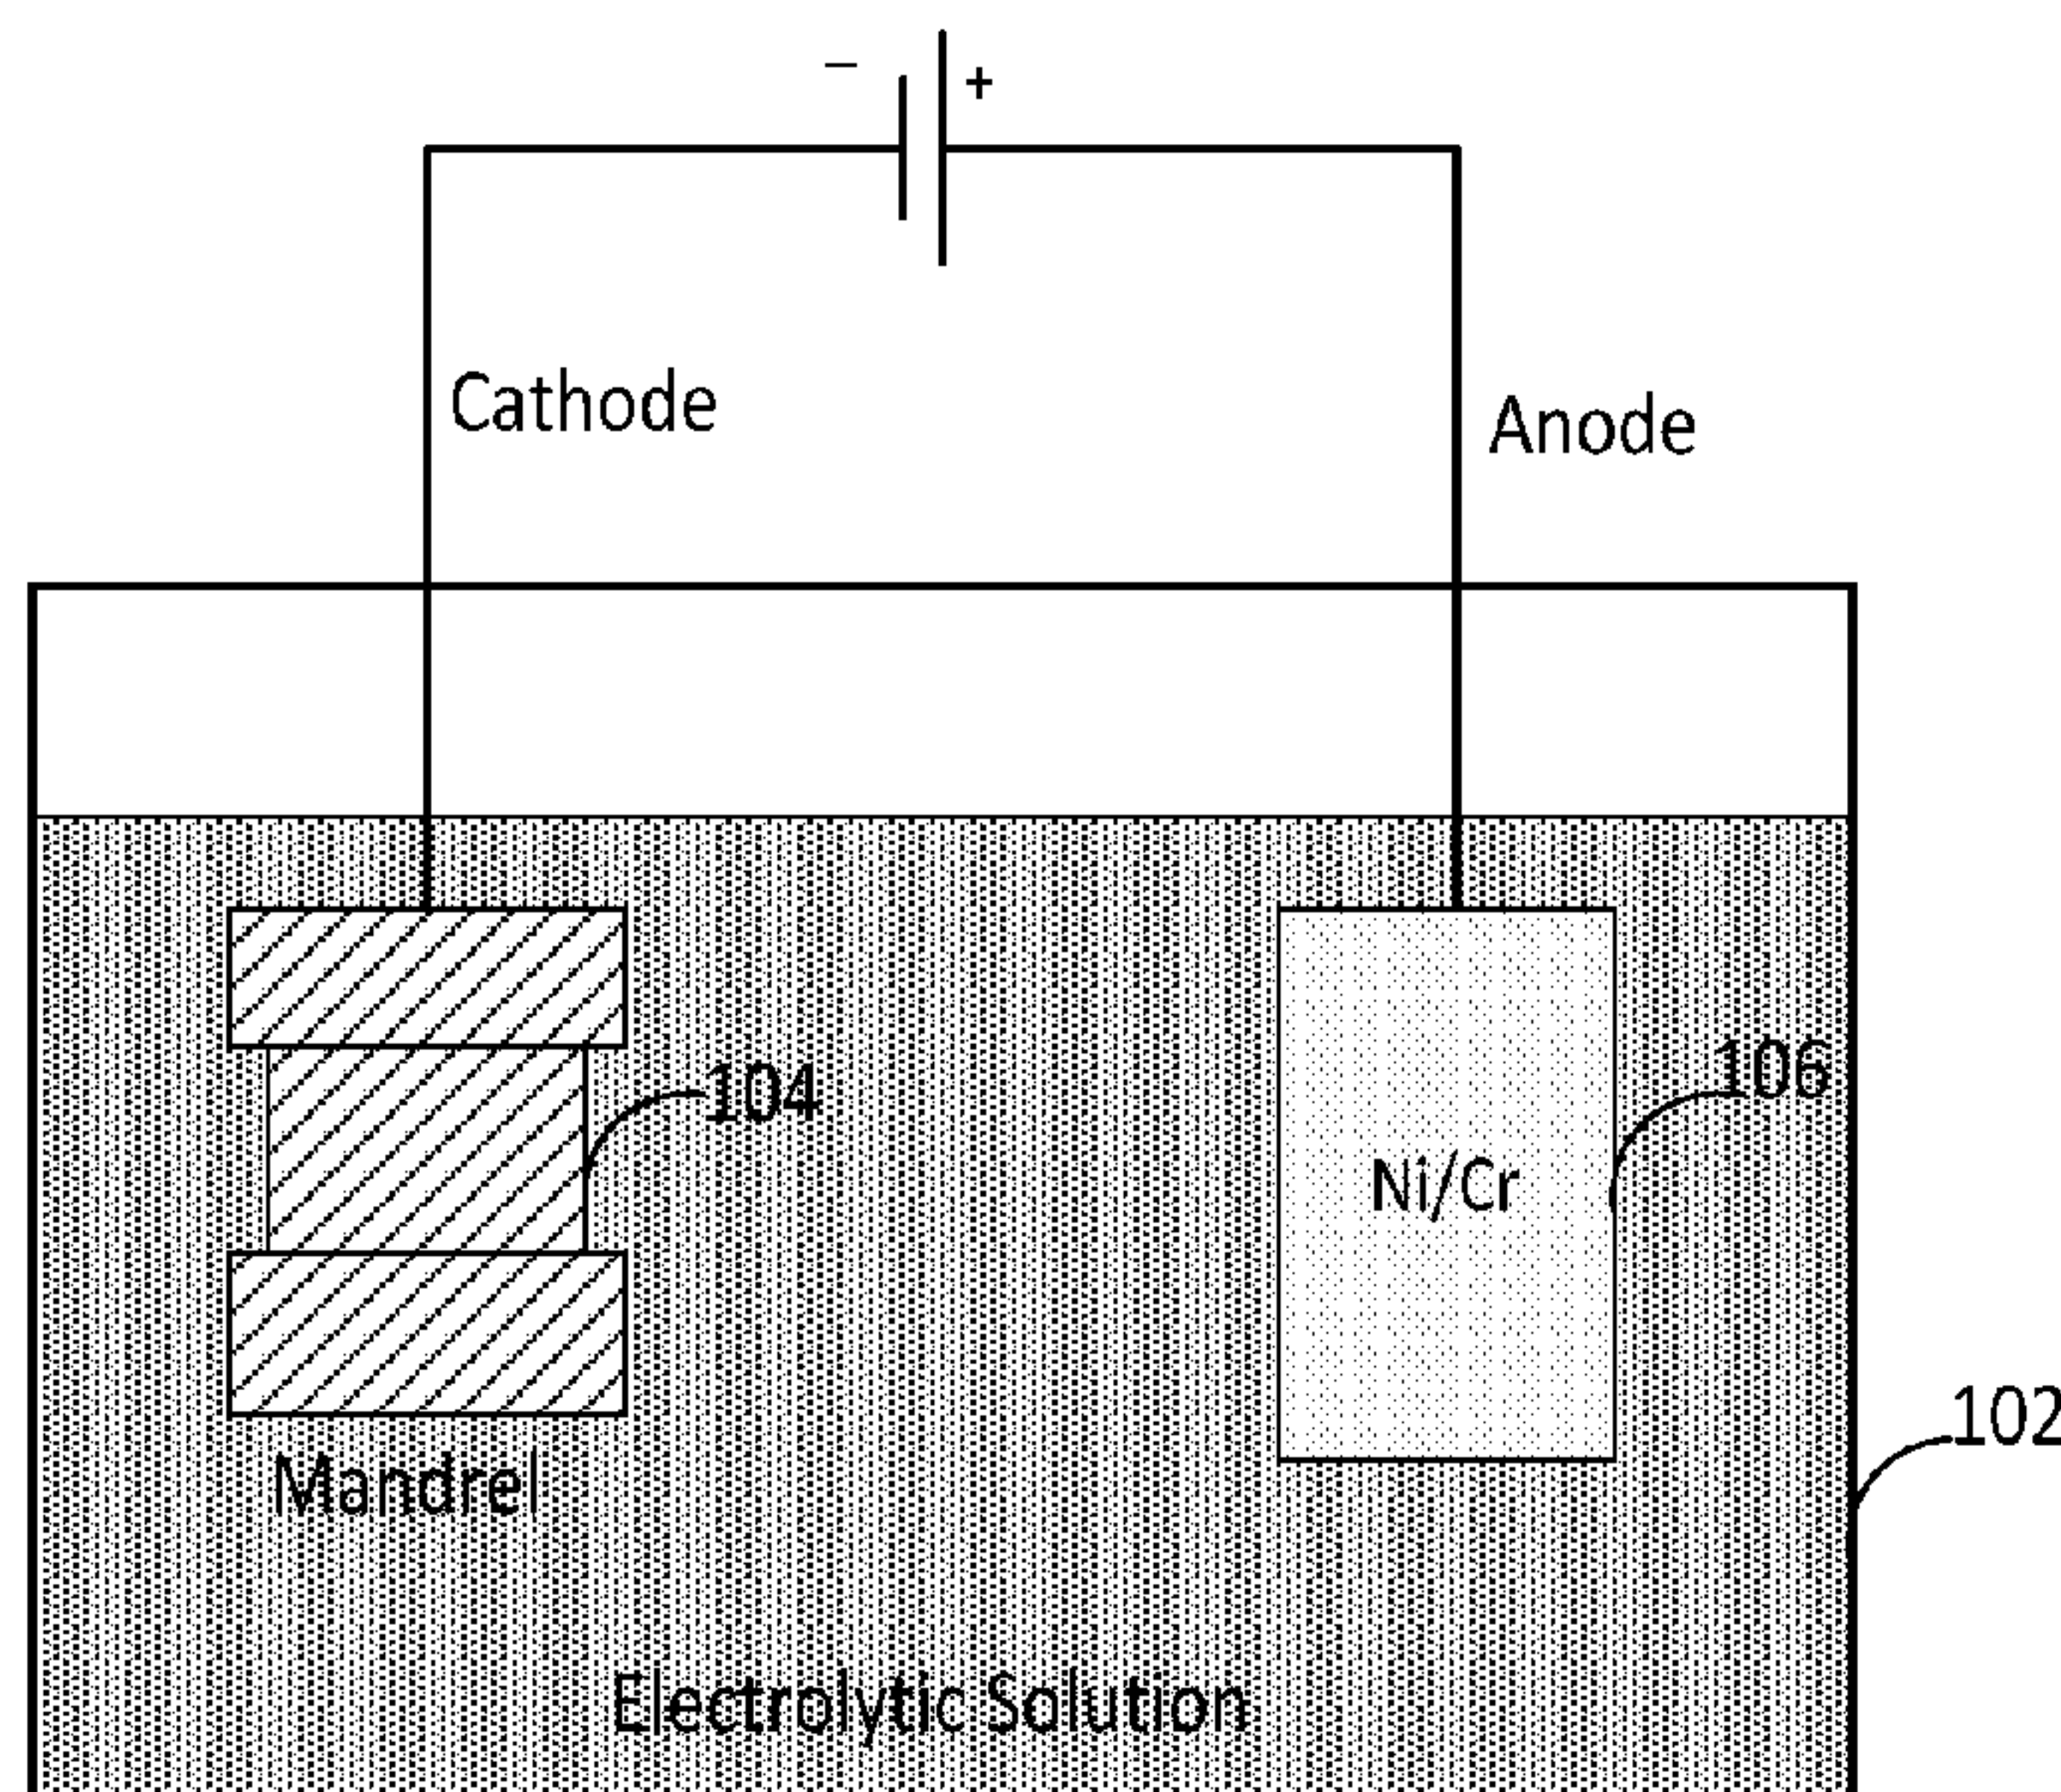 − +
Cathode
Anode
104
106
Ni/Cr
102
Mandrel
Electrolytic Solution